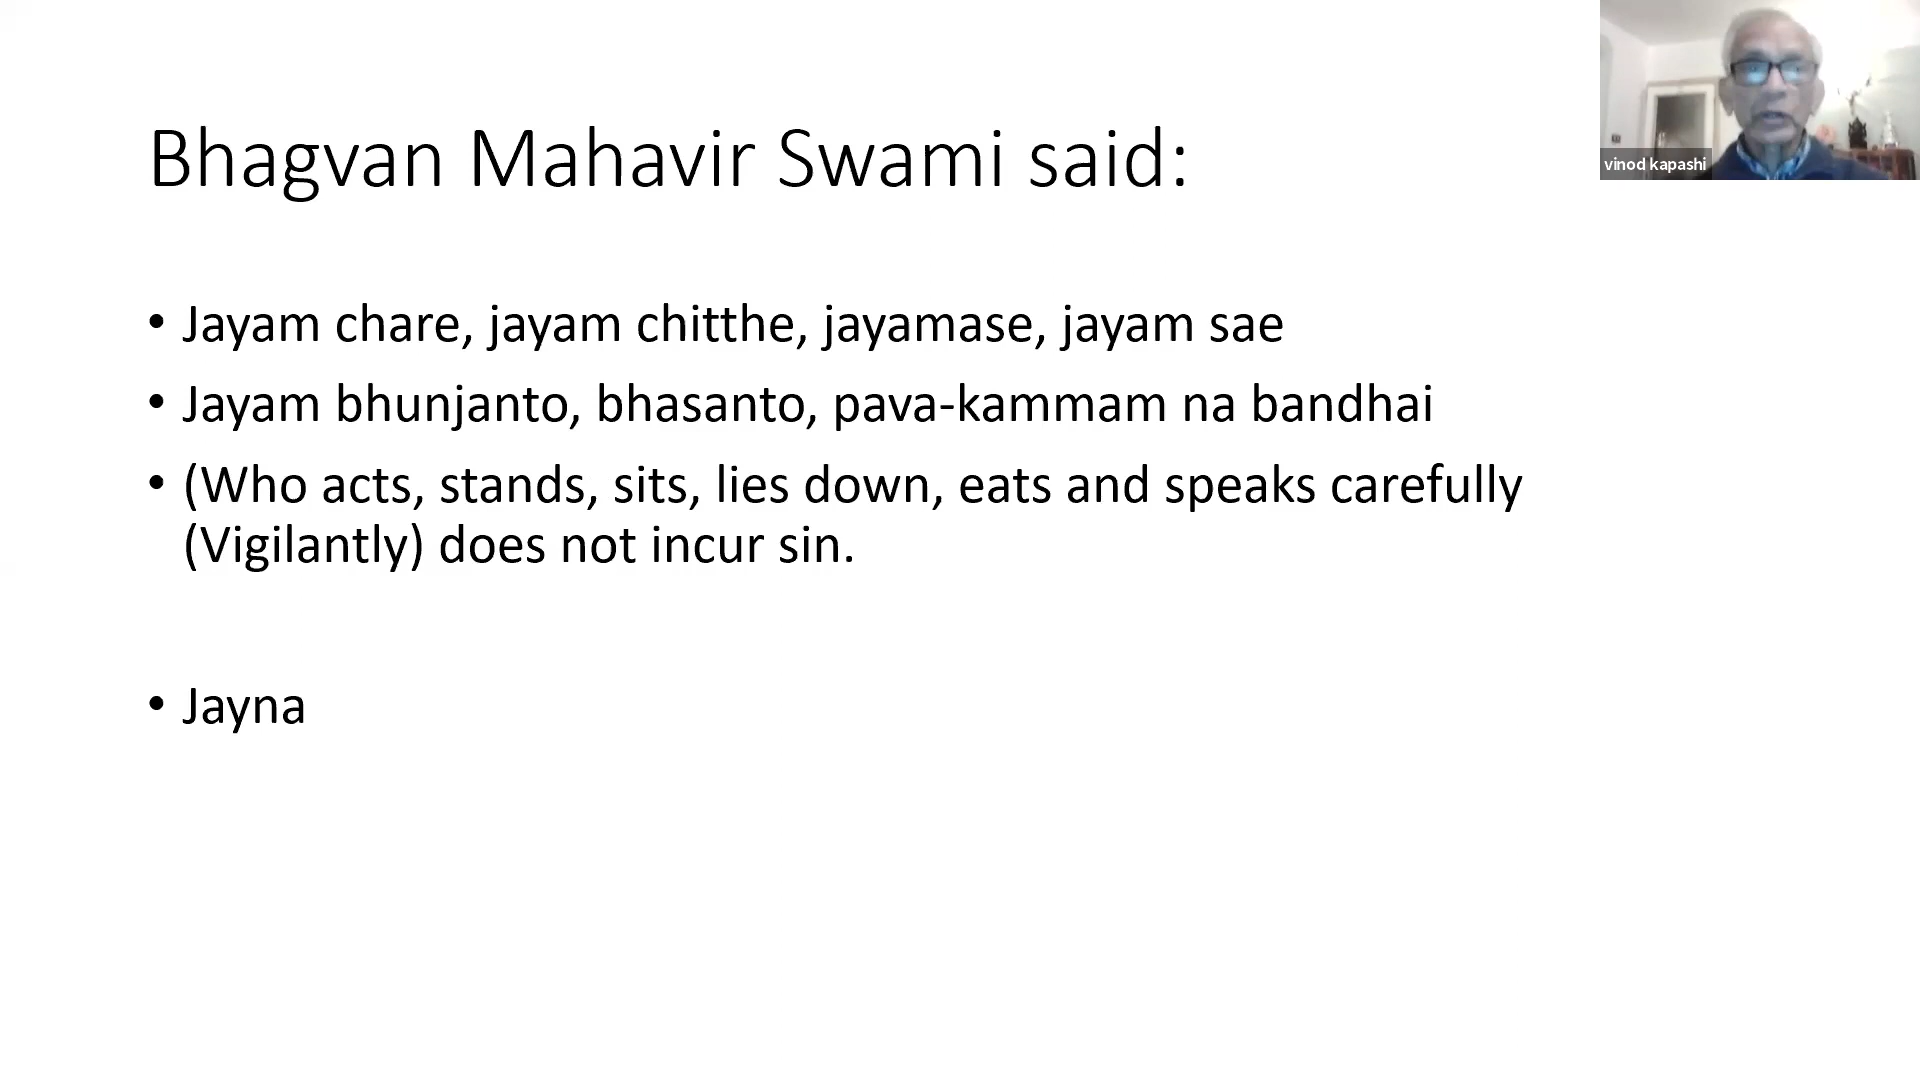 Bhagvan Mahavir Swami said:
vinod kapashi
• Jayam chare, jayam chitthe, jayamase, jayam sae
• Jayam bhunjanto, bhasanto, pava-kammam na bandhai
• (Who acts, stands, sits, lies down, eats and speaks carefully
(Vigilantly) does not incur sin.
• Jayna